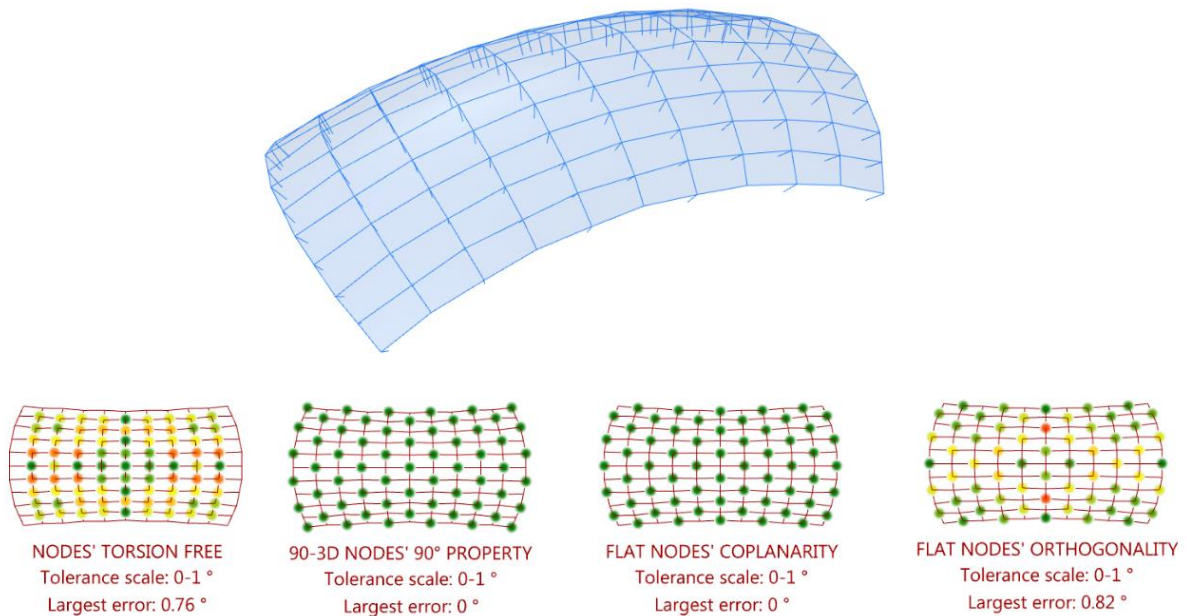 NODES' TORSION FREE
Tolerance scale: 0-1 °
Largest error: 0.76 °
90-3D NODES' 90° PROPERTY
Tolerance scale: 0-1 °
Largest error: 0 °
FLAT NODES' COPLANARITY
Tolerance scale: 0-1 °
Largest error: 0 °
FLAT NODES' ORTHOGONALITY
Tolerance scale: 0-1 °
Largest error: 0.82 °